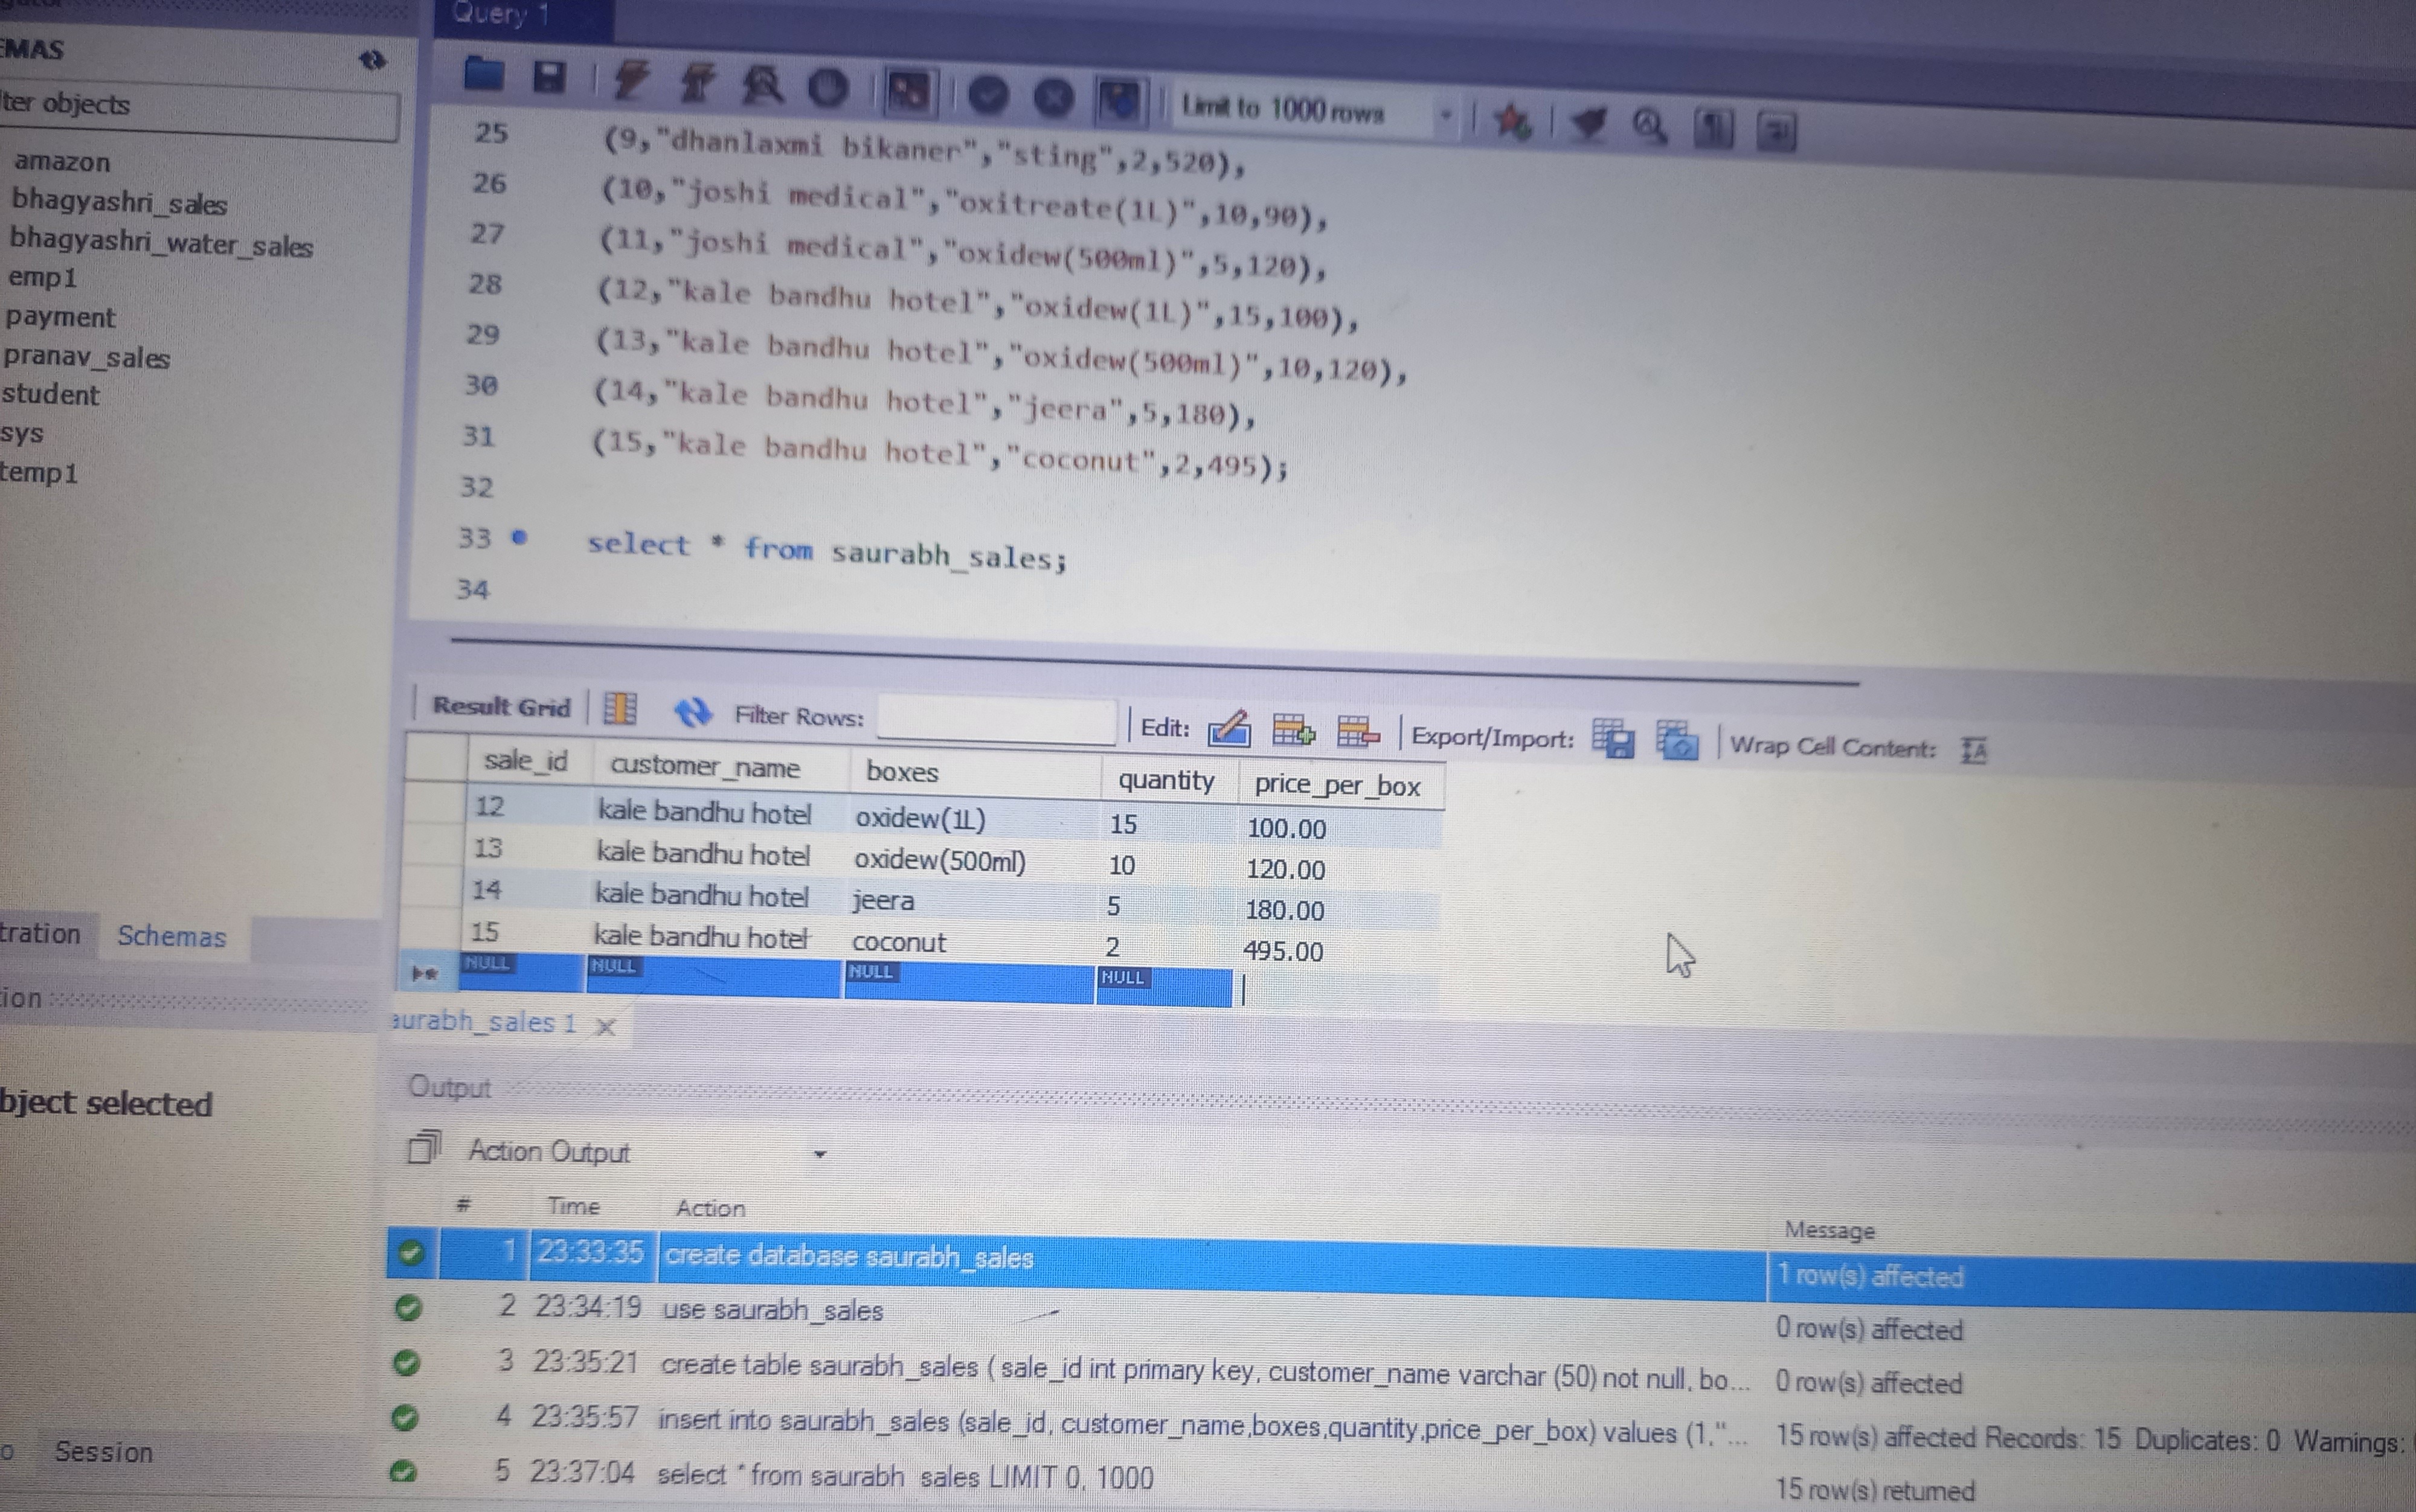 Query 1
EMAS
ter objects
amazon
bhagyashri_sales
bhagyashri_water_sales
emp1
payment
pranav_sales
student
sys
temp1
tration Schemas
ion
bject selected
o Session
Limit to 1000 rows
25 (9,"dhanlaxmi bikaner","sting",2,520),
26 (10,"joshi medical","oxitreate(1L)",10,90),
27 (11,"joshi medical","oxidew(500ml)",5,120),
28 (12,"kale bandhu hotel","oxidew(1L)",15,100),
29 (13,"kale bandhu hotel","oxidew(500ml)",10,120),
30 (14,"kale bandhu hotel","jeera",5,180),
31 (15,"kale bandhu hotel","coconut",2,495);
32
33 select * from saurabh_sales;
34
Result Grid Filter Rows: Edit: Export/Import: Wrap Cell Content:
sale_id customer_name boxes quantity price_per_box
12 kale bandhu hotel oxidew(1L) 15 100.00
13 kale bandhu hotel oxidew(500ml) 10 120.00
14 kale bandhu hotel jeera 5 180.00
15 kale bandhu hotel coconut 2 495.00
NULL NULL NULL NULL
aurabh_sales 1
Output
Action Output
# Time Action Message
1 23:33:35 create database saurabh_sales 1 row(s) affected
2 23:34:19 use saurabh_sales 0 row(s) affected
3 23:35:21 create table saurabh_sales ( sale_id int primary key, customer_name varchar (50) not null, bo... 0 row(s) affected
4 23:35:57 insert into saurabh_sales (sale_id, customer_name,boxes,quantity,price_per_box) values (1,"... 15 row(s) affected Records: 15 Duplicates: 0 Warnings:
5 23:37:04 select * from saurabh_sales LIMIT 0, 1000 15 row(s) returned